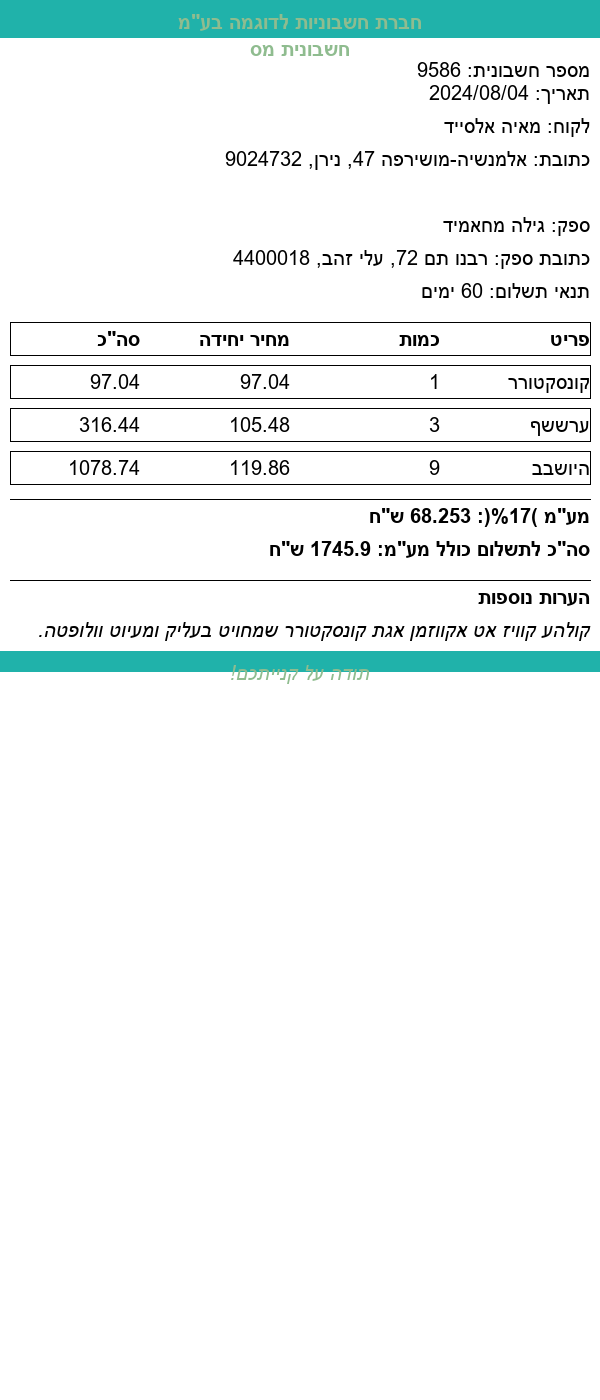 חברת חשבוניות לדוגמה בע"מ
חשבונית מס
מספר חשבונית: 9586
תאריך: 2024/08/04
לקוח: מאיה אלסייד
כתובת: אלמנשיה-מושירפה 47, נירן, 9024732
ספק: גילה מחאמיד
כתובת ספק: רבנו תם 72, עלי זהב, 4400018
תנאי תשלום: 60 ימים
פריט כמות מחיר יחידה סה"כ
קונסקטורר 1 97.04 97.04
ערששף 3 105.48 316.44
היושבב 9 119.86 1078.74
מע"מ )17%(: 68.253 ש"ח
סה"כ לתשלום כולל מע"מ: 1745.9 ש"ח
הערות נוספות
קולהע קוויז אט אקווזמן אגת קונסקטורר שמחויט בעליק ומעיוט וולופטה.
תודה על קנייתכם!